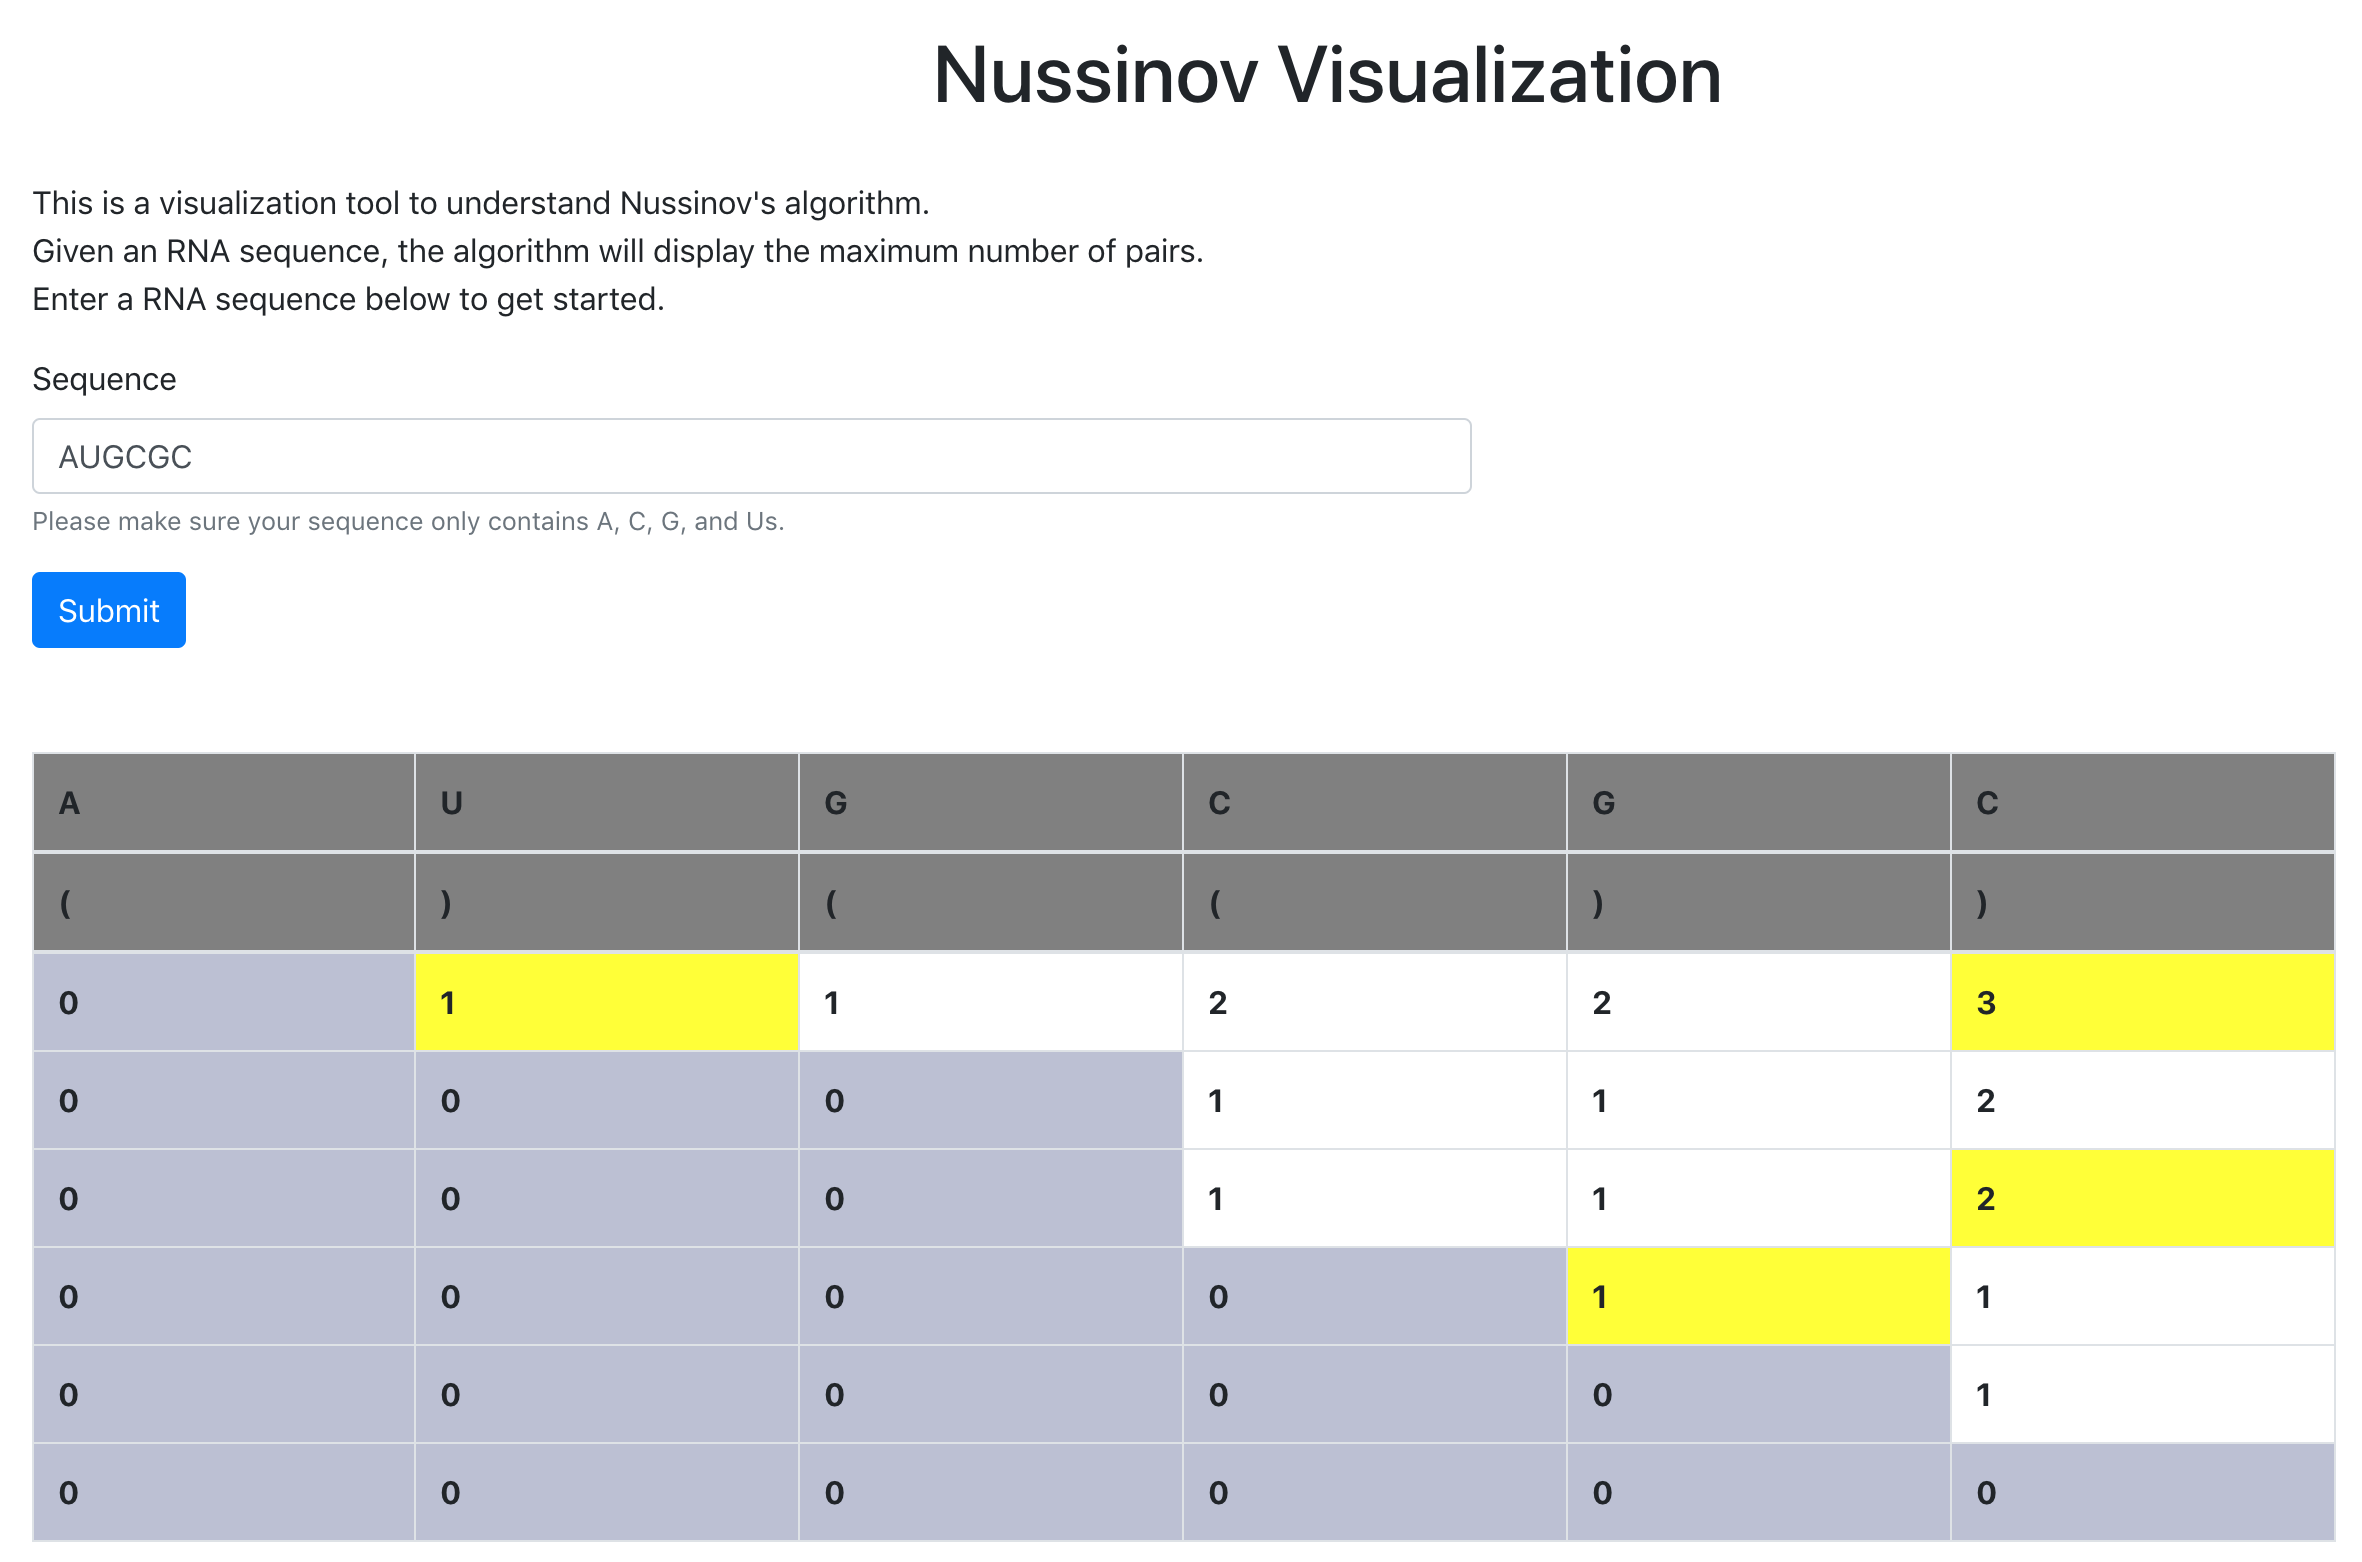 Nussinov Visualization
This is a visualization tool to understand Nussinov's algorithm.
Given an RNA sequence, the algorithm will display the maximum number of pairs.
Enter a RNA sequence below to get started.
Sequence
AUGCGC
Please make sure your sequence only contains A, C, G, and Us.
Submit
A U G C G C
( ) ( ( ) )
0 1 1 2 2 3
0 0 0 1 1 2
0 0 0 1 1 2
0 0 0 0 1 1
0 0 0 0 0 1
0 0 0 0 0 0